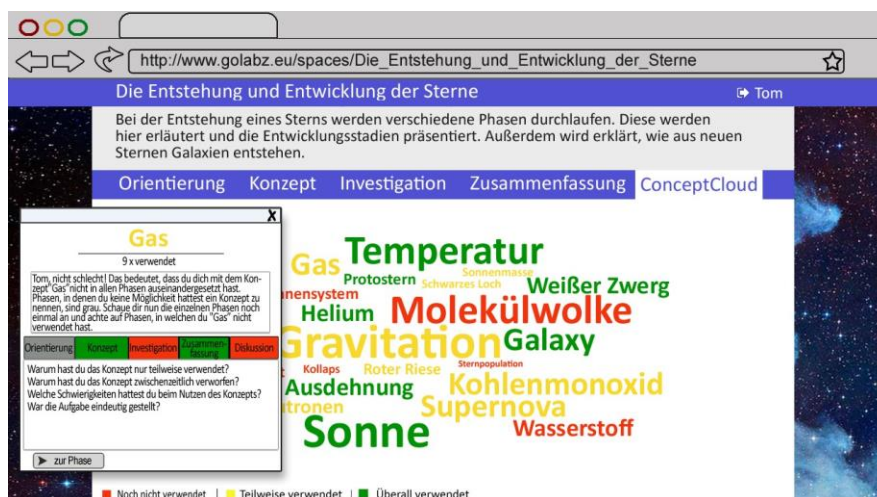 http://www.golabz.eu/spaces/Die_Entstehung_und_Entwicklung_der_Sterne
Die Entstehung und Entwicklung der Sterne
Tom
Bei der Entstehung eines Sterns werden verschiedene Phasen durchlaufen. Diese werden
hier erläutert und die Entwicklungsstadien präsentiert. Außerdem wird erklärt, wie aus neuen
Sternen Galaxien entstehen.
Orientierung Konzept Investigation Zusammenfassung ConceptCloud
X
Gas
9 x verwendet
Tom, nicht schlecht! Das bedeutet, dass du dich mit dem Kon-
zept"Gas"nicht in allen Phasen auseinandergesetzt hast.
Phasen, in denen du keine Möglichkeit hattest ein Konzept zu
nennen, sind grau. Schaue dir nun die einzelnen Phasen noch
einmal an und achte auf Phasen, in welchen du "Gas" nicht
verwendet hast.
Orientierung Konzept Investigation Zusammen-
fassung Diskussion
Warum hast du das Konzept nur teilweise verwendet?
Warum hast du das Konzept zwischenzeitlich verworfen?
Welche Schwierigkeiten hattest du beim Nutzen des Konzepts?
War die Aufgabe eindeutig gestellt?
zur Phase
Temperatur
Gas
Sonnenmasse
Protostern Schwarzes Loch
Weißer Zwerg
nnensystem
Helium Molekülwolke
Gravitation Galaxy
Kollaps Roter Riese Sternpopulation
Ausdehnung Kohlenmonoxid
utronen Supernova
Sonne Wasserstoff
Noch nicht verwendet | Teilweise verwendet | Überall verwendet